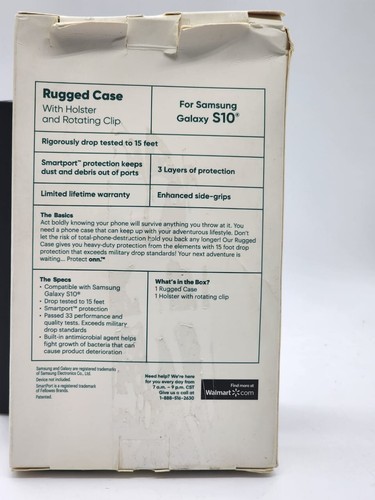 Rugged Case
With Holster
and Rotating Clip
For Samsung
Galaxy S10®
Rigorously drop tested to 15 feet
Smartport™ protection keeps
dust and debris out of ports
3 Layers of protection
Limited lifetime warranty
Enhanced side-grips
The Basics
Act boldly knowing your phone will survive anything you throw at it. You
need a phone case that can keep up with your adventurous lifestyle. Don't
let the risk of total-phone-destruction hold you back any longer! Our Rugged
Case gives you heavy-duty protection from the elements with 15 foot drop
protection that exceeds military drop standards! Your next adventure is
waiting... Protect onn.™
The Specs
• Compatible with Samsung
Galaxy S10®
• Drop tested to 15 feet
• Smartport™ protection
• Passed 33 performance and
quality tests. Exceeds military
drop standards
• Built-in antimicrobial agent helps
fight growth of bacteria that can
cause product deterioration
What's in the Box?
1 Rugged Case
1 Holster with rotating clip
Samsung and Galaxy are registered trademarks
of Samsung Electronics Co., Ltd.
Device not included.
SmartPort is a registered trademark
of Fellowes Brands.
Patented.
Need help? We're here
for you every day from
7 a.m. – 9 p.m. CST
Give us a call at
1-888-516-2630
Find more at
Walmart.com